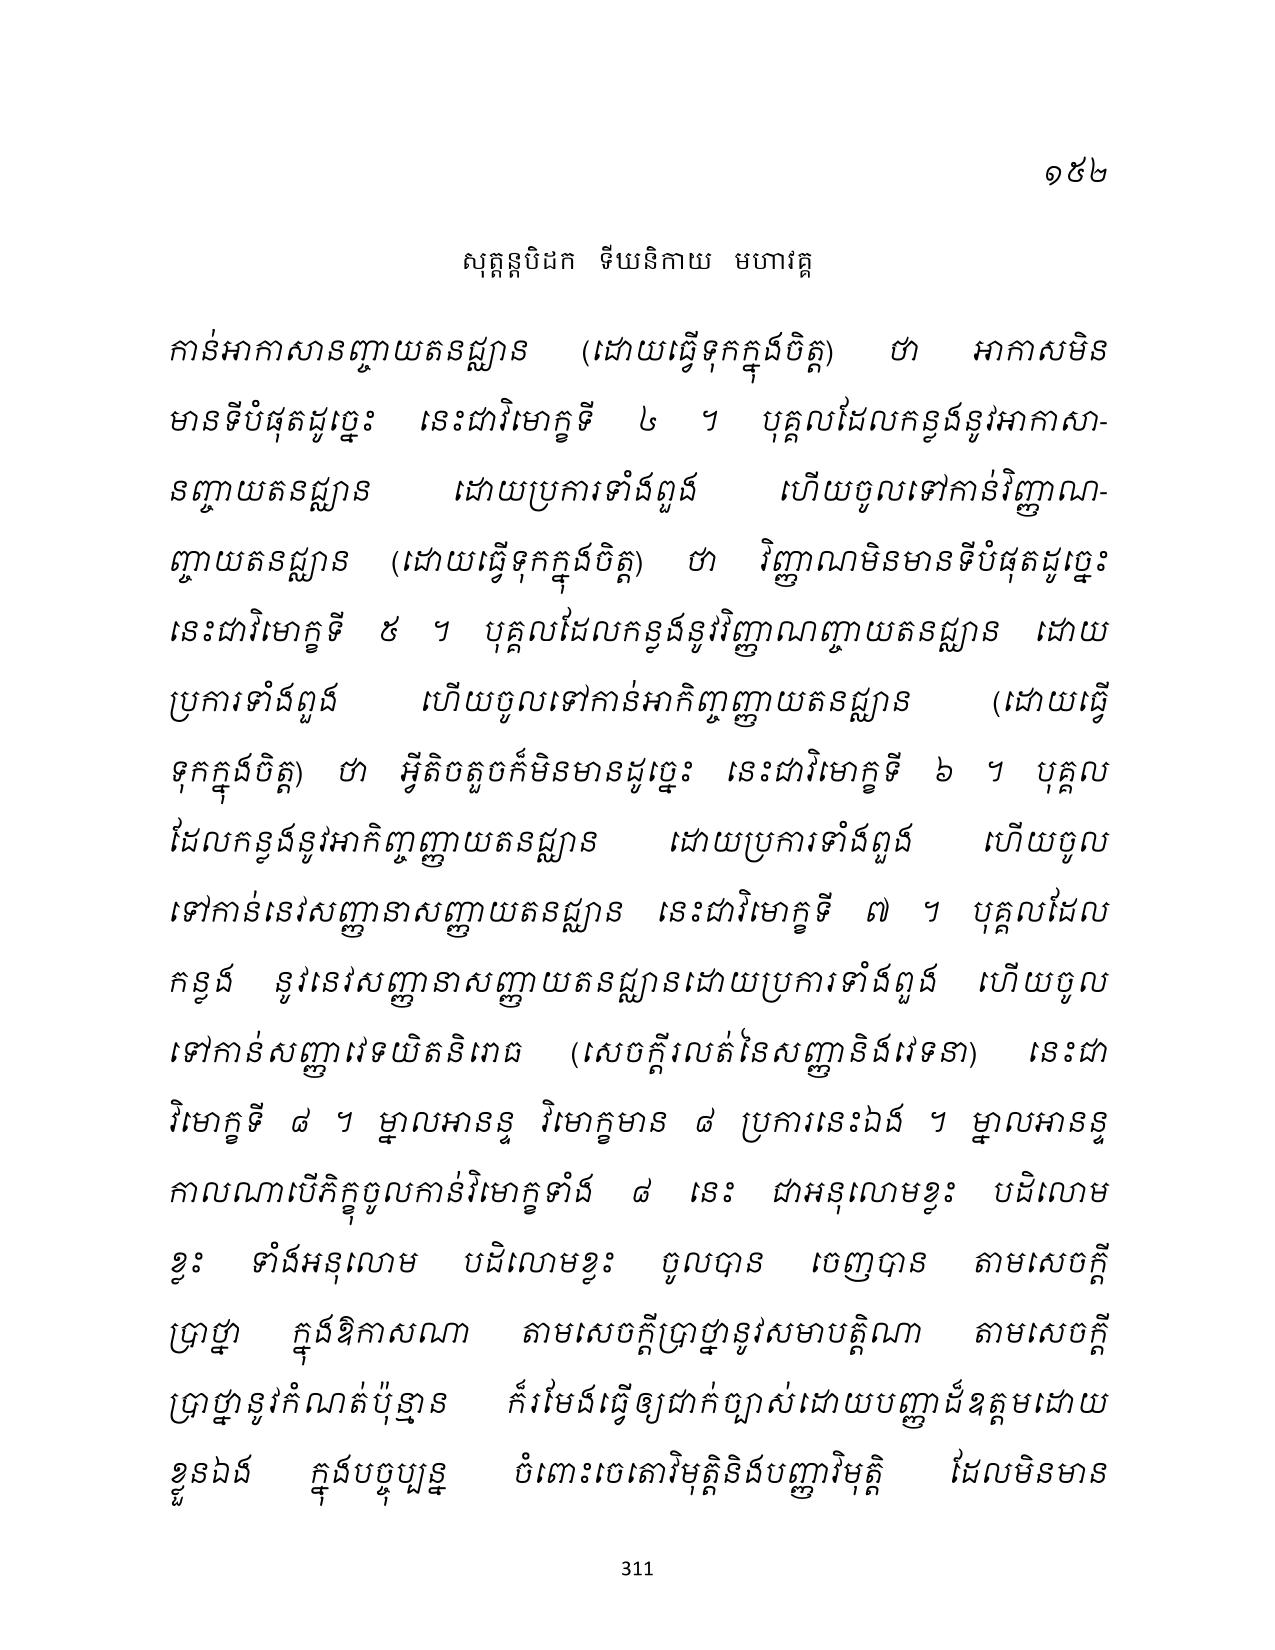 ១៥២
សុត្តន្តបិដក ទីឃនិកាយ មហាវគ្គ
កាន់អាកាសានញ្ចាយតនជ្ឈាន (ដោយធ្វើទុកក្នុងចិត្ត) ថា អាកាសមិន
មានទីបំផុតដូច្នេះ នេះជាវិមោក្ខទី ៤ ។ បុគ្គលដែលកន្លងនូវអាកាសា-
នញ្ចាយតនជ្ឈាន ដោយប្រការទាំងពួង ហើយចូលទៅកាន់វិញ្ញាណ-
ញ្ចាយតនជ្ឈាន (ដោយធ្វើទុកក្នុងចិត្ត) ថា វិញ្ញាណមិនមានទីបំផុតដូច្នេះ
នេះជាវិមោក្ខទី ៥ ។ បុគ្គលដែលកន្លងនូវវិញ្ញាណញ្ចាយតនជ្ឈាន ដោយ
ប្រការទាំងពួង ហើយចូលទៅកាន់អាកិញ្ចញ្ញាយតនជ្ឈាន (ដោយធ្វើ
ទុកក្នុងចិត្ត) ថា អ្វីតិចតួចក៏មិនមានដូច្នេះ នេះជាវិមោក្ខទី ៦ ។ បុគ្គល
ដែលកន្លងនូវអាកិញ្ចញ្ញាយតនជ្ឈាន ដោយប្រការទាំងពួង ហើយចូល
ទៅកាន់នេវសញ្ញានាសញ្ញាយតនជ្ឈាន នេះជាវិមោក្ខទី ៧ ។ បុគ្គលដែល
កន្លង នូវនេវសញ្ញានាសញ្ញាយតនជ្ឈានដោយប្រការទាំងពួង ហើយចូល
ទៅកាន់សញ្ញាវេទយិតនិរោធ (សេចក្តីរលត់នៃសញ្ញានិងវេទនា) នេះជា
វិមោក្ខទី ៨ ។ ម្នាលអានន្ទ វិមោក្ខមាន ៨ ប្រការនេះឯង ។ ម្នាលអានន្ទ
កាលណាបើភិក្ខុចូលកាន់វិមោក្ខទាំង ៨ នេះ ជាអនុលោមខ្លះ បដិលោម
ខ្លះ ទាំងអនុលោម បដិលោមខ្លះ ចូលបាន ចេញបាន តាមសេចក្តី
ប្រាថ្នា ក្នុងឱកាសណា តាមសេចក្តីប្រាថ្នានូវសមាបត្តិណា តាមសេចក្តី
ប្រាថ្នានូវកំណត់ប៉ុន្មាន ក៏រមែងធ្វើឲ្យជាក់ច្បាស់ដោយបញ្ញាដ៏ឧត្តមដោយ
ខ្លួនឯង ក្នុងបច្ចុប្បន្ន ចំពោះចេតោវិមុត្តិនិងបញ្ញាវិមុត្តិ ដែលមិនមាន
311